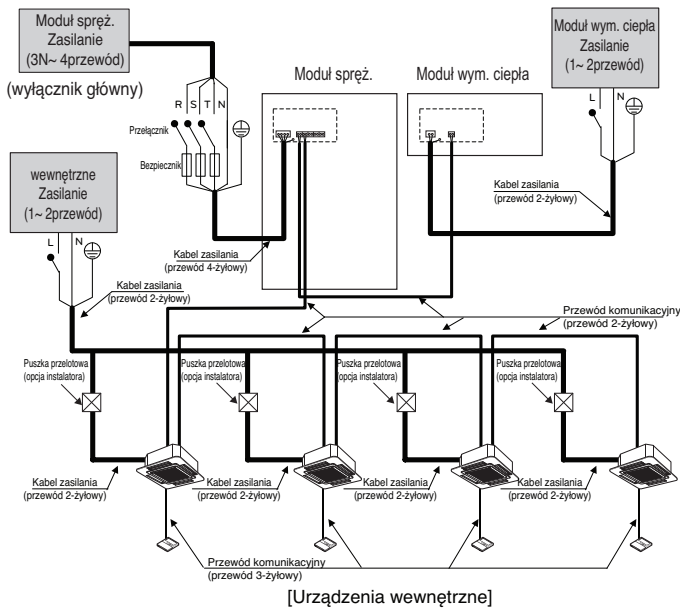 Moduł spręż.
Zasilanie
(3N~ 4przewód)
(wyłącznik główny)
R S T N
Przełącznik
Bezpiecznik
Moduł spręż.
Moduł wym. ciepła
Moduł wym. ciepła
Zasilanie
(1~ 2przewód)
L N
Kabel zasilania
(przewód 2-żyłowy)
wewnętrzne
Zasilanie
(1~ 2przewód)
L N
Kabel zasilania
(przewód 4-żyłowy)
Kabel zasilania
(przewód 2-żyłowy)
Przewód komunikacyjny
(przewód 2-żyłowy)
Puszka przelotowa
(opcja instalatora)
Puszka przelotowa
(opcja instalatora)
Puszka przelotowa
(opcja instalatora)
Puszka przelotowa
(opcja instalatora)
Kabel zasilania
(przewód 2-żyłowy)
Kabel zasilania
(przewód 2-żyłowy)
Kabel zasilania
(przewód 2-żyłowy)
Kabel zasilania
(przewód 2-żyłowy)
Przewód komunikacyjny
(przewód 3-żyłowy)
[Urządzenia wewnętrzne]